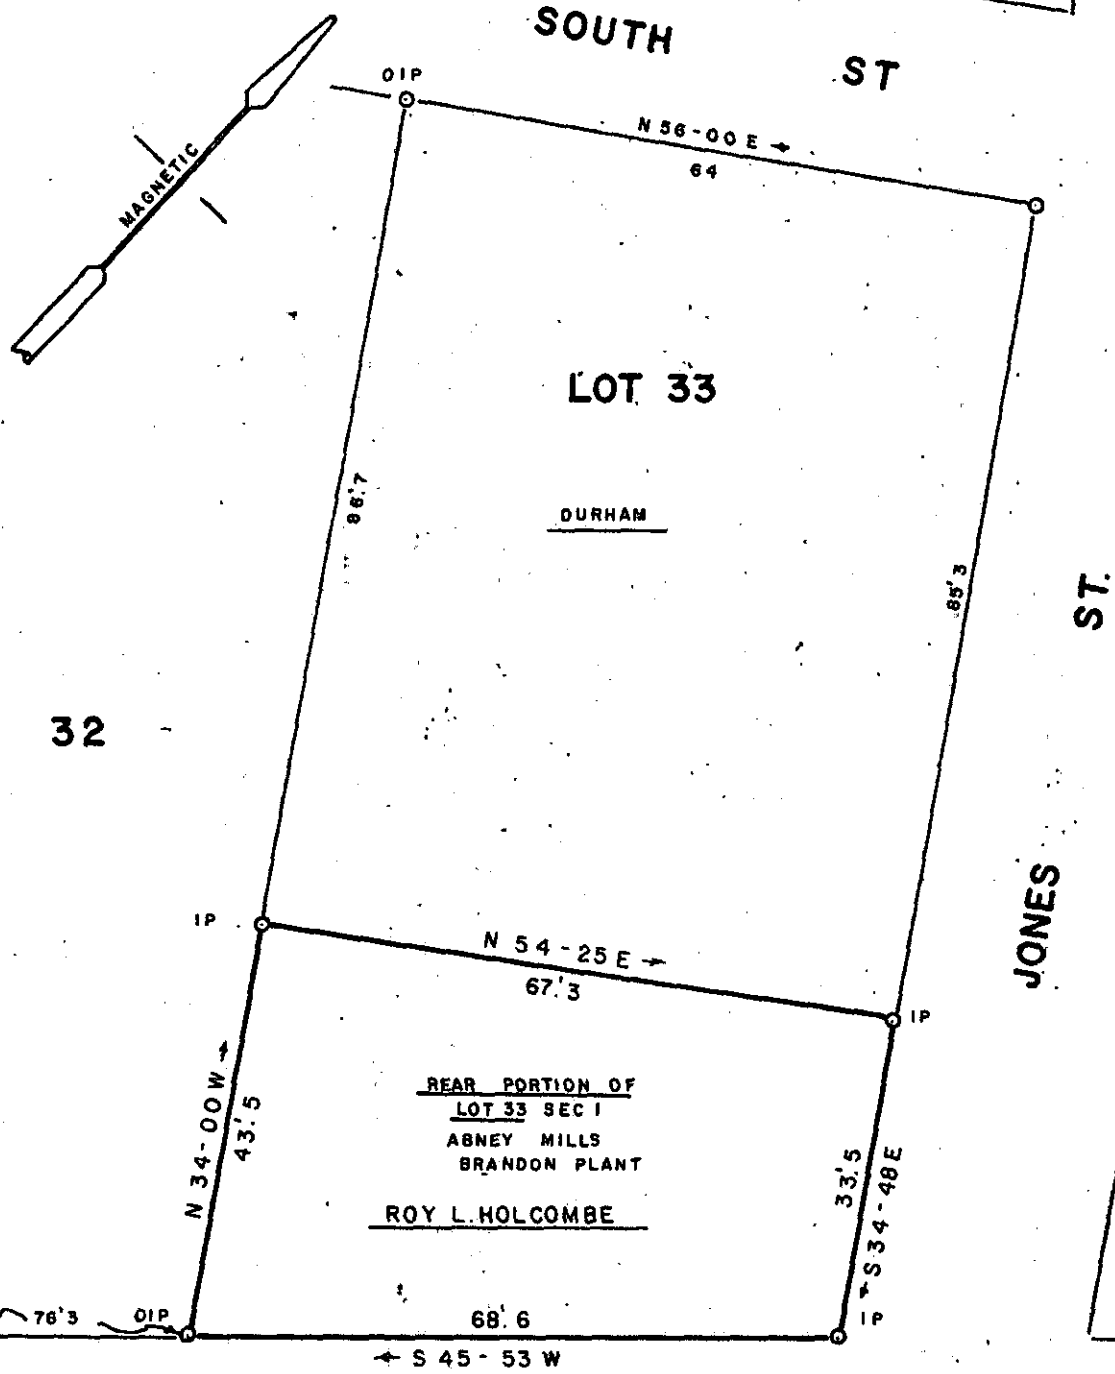 SOUTH ST
OIP
N 56-00 E
64
MAGNETIC
LOT 33
86.'7
DURHAM
85'3
ST.
32
JONES
IP
N 54-25 E
67.'3
IP
N 34-00 W
43.'5
REAR PORTION OF
LOT 33 SEC I
ABNEY MILLS
BRANDON PLANT
ROY L. HOLCOMBE
33.'5
S 34-48 E
76'3
OIP
68.'6
IP
S 45-53 W